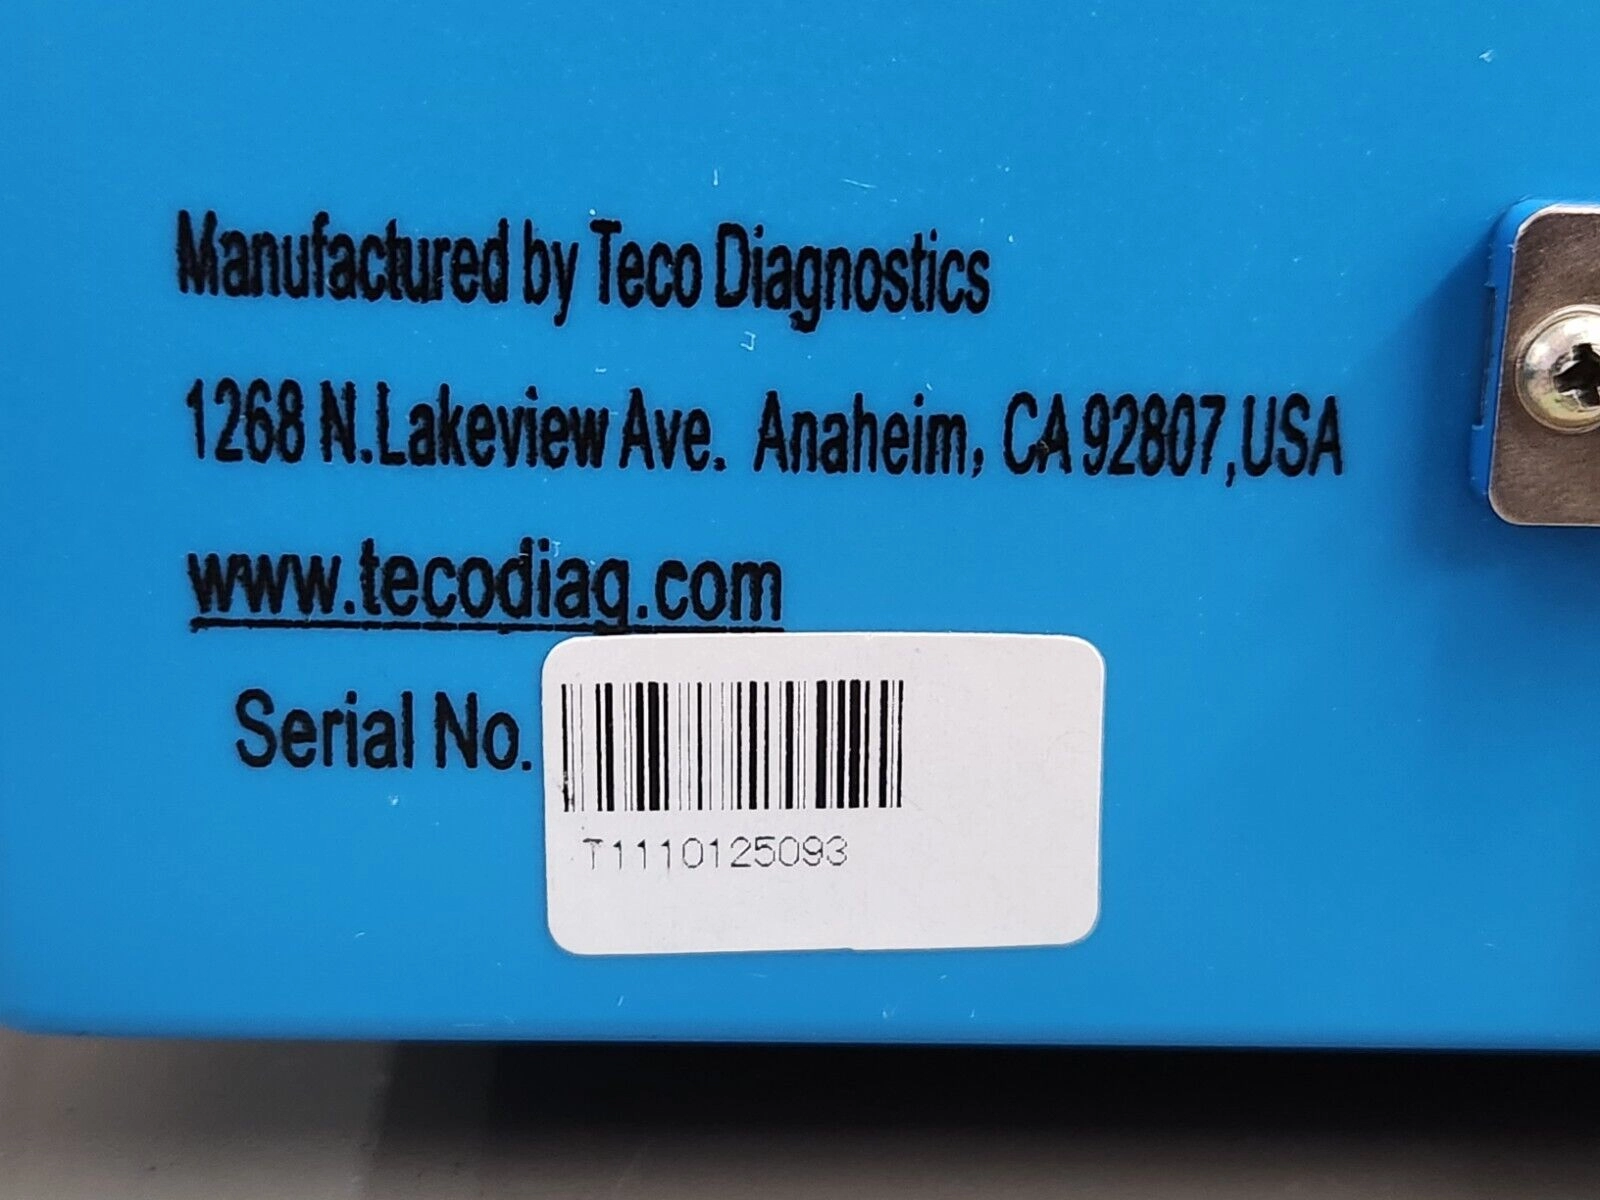 Manufactured by Teco Diagnostics
1268 N.Lakeview Ave. Anaheim, CA 92807,USA
www.tecodiag.com
Serial No.
T1110125093